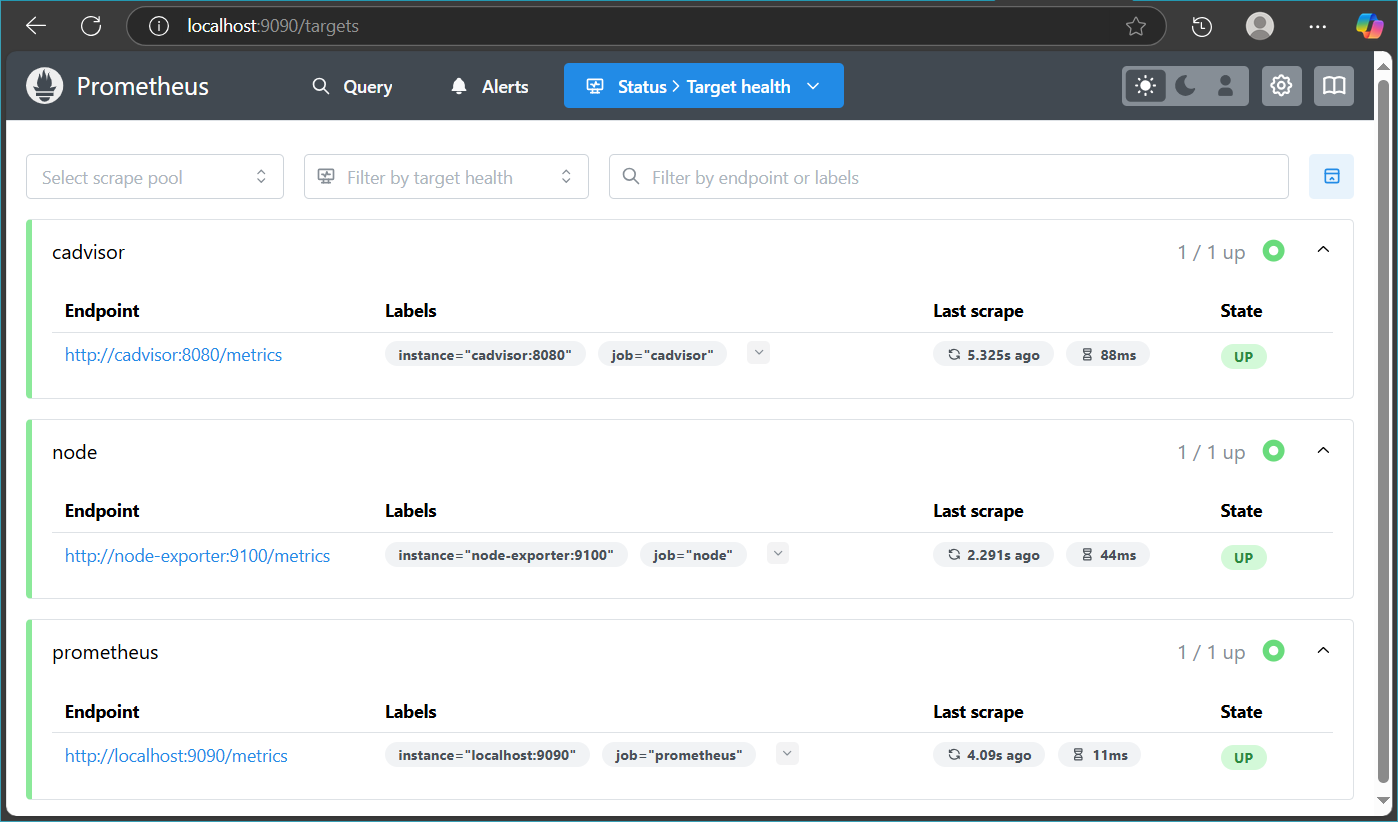 localhost:9090/targets
Prometheus Query Alerts Status > Target health
Select scrape pool Filter by target health Filter by endpoint or labels
cadvisor 1 / 1 up
Endpoint Labels Last scrape State
http://cadvisor:8080/metrics instance="cadvisor:8080" job="cadvisor" 5.325s ago 88ms UP
node 1 / 1 up
Endpoint Labels Last scrape State
http://node-exporter:9100/metrics instance="node-exporter:9100" job="node" 2.291s ago 44ms UP
prometheus 1 / 1 up
Endpoint Labels Last scrape State
http://localhost:9090/metrics instance="localhost:9090" job="prometheus" 4.09s ago 11ms UP